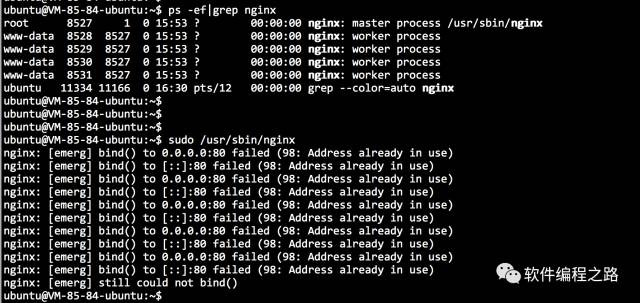 ubuntu@VM-85-84-ubuntu:~$ ps -ef|grep nginx
root      8527     1  0 15:53 ?        00:00:00 nginx: master process /usr/sbin/nginx
www-data  8528  8527  0 15:53 ?        00:00:00 nginx: worker process
www-data  8529  8527  0 15:53 ?        00:00:00 nginx: worker process
www-data  8530  8527  0 15:53 ?        00:00:00 nginx: worker process
www-data  8531  8527  0 15:53 ?        00:00:00 nginx: worker process
ubuntu   11334 11166  0 16:30 pts/12   00:00:00 grep --color=auto nginx
ubuntu@VM-85-84-ubuntu:~$
ubuntu@VM-85-84-ubuntu:~$
ubuntu@VM-85-84-ubuntu:~$
ubuntu@VM-85-84-ubuntu:~$ sudo /usr/sbin/nginx
nginx: [emerg] bind() to 0.0.0.0:80 failed (98: Address already in use)
nginx: [emerg] bind() to [::]:80 failed (98: Address already in use)
nginx: [emerg] bind() to 0.0.0.0:80 failed (98: Address already in use)
nginx: [emerg] bind() to [::]:80 failed (98: Address already in use)
nginx: [emerg] bind() to 0.0.0.0:80 failed (98: Address already in use)
nginx: [emerg] bind() to [::]:80 failed (98: Address already in use)
nginx: [emerg] bind() to 0.0.0.0:80 failed (98: Address already in use)
nginx: [emerg] bind() to [::]:80 failed (98: Address already in use)
nginx: [emerg] bind() to 0.0.0.0:80 failed (98: Address already in use)
nginx: [emerg] bind() to [::]:80 failed (98: Address already in use)
nginx: [emerg] still could not bind()
ubuntu@VM-85-84-ubuntu:~$
软件编程之路